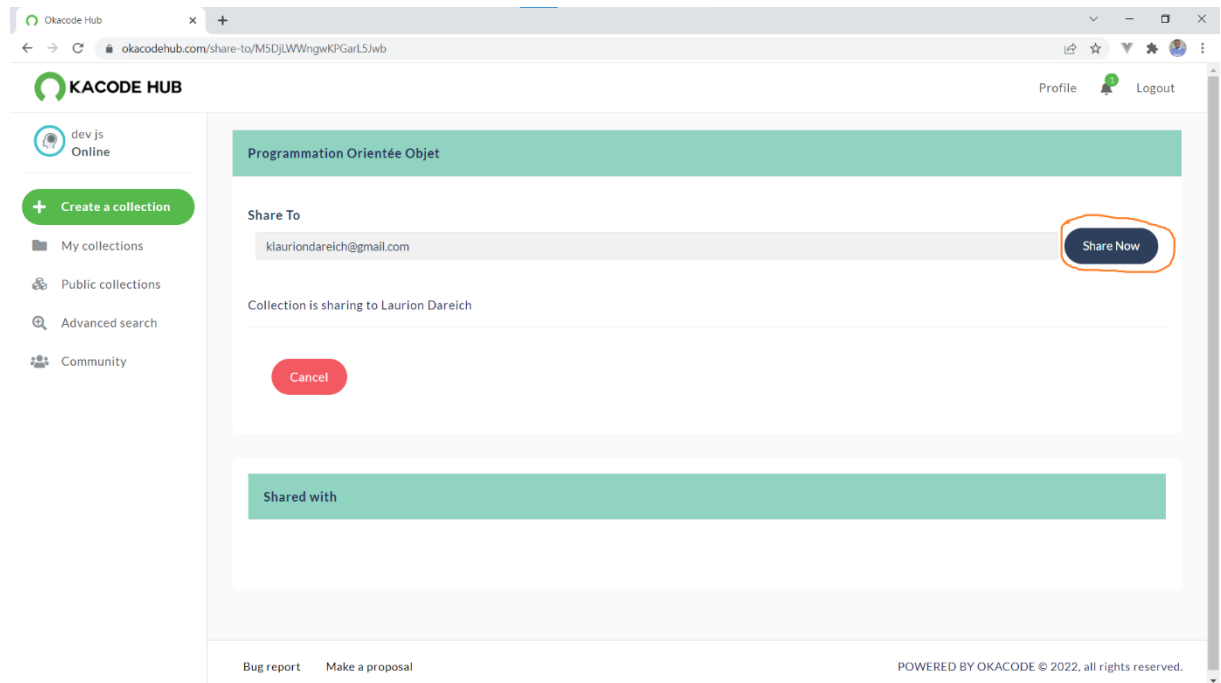 Okacode Hub
okacodehub.com/share-to/M5DjLWWngwKPGarL5Jwb
KACODE HUB
Profile
1
Logout
dev js
Online
Create a collection
My collections
Public collections
Advanced search
Community
Programmation Orientée Objet
Share To
klauriondareich@gmail.com
Share Now
Collection is sharing to Laurion Dareich
Cancel
Shared with
Bug report
Make a proposal
POWERED BY OKACODE © 2022, all rights reserved.